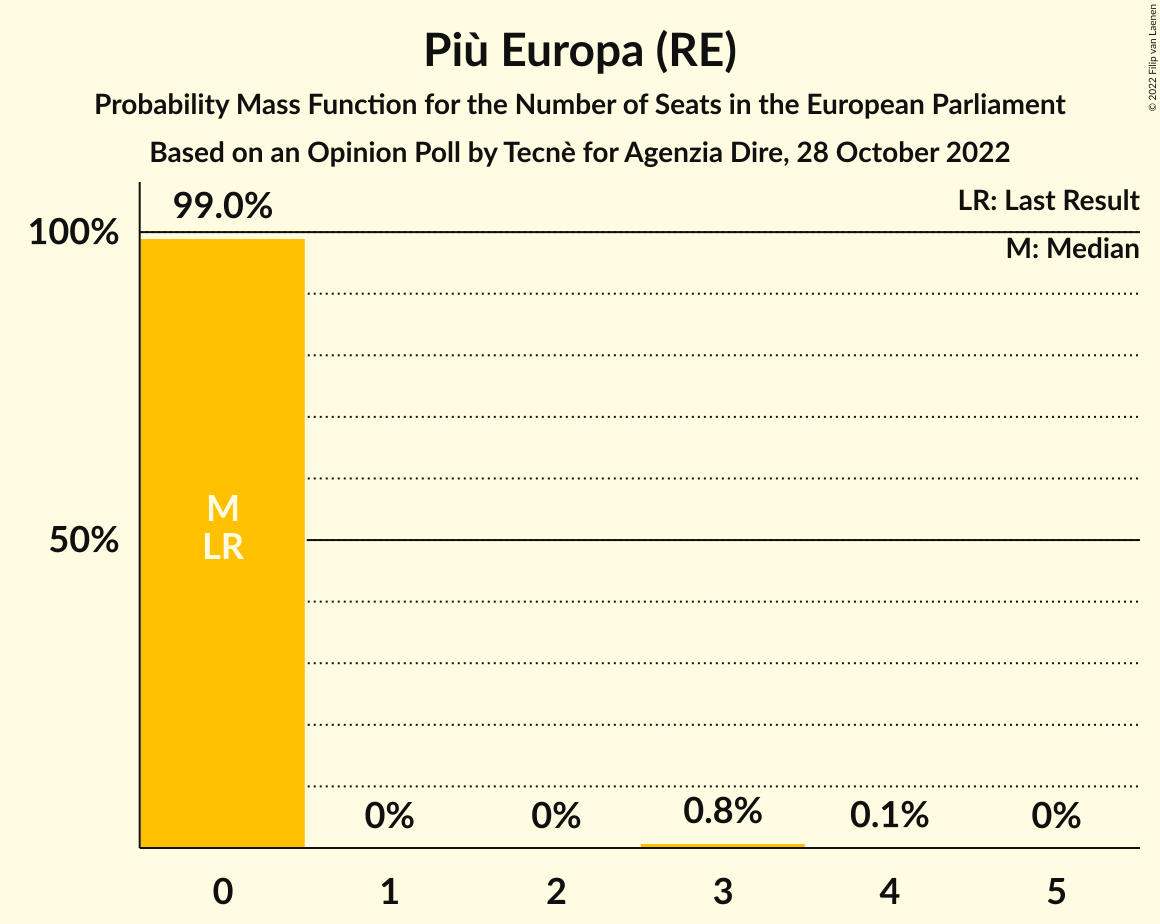 Più Europa (RE)
Probability Mass Function for the Number of Seats in the European Parliament
Based on an Opinion Poll by Tecnè for Agenzia Dire, 28 October 2022
© 2022 Filip van Laenen
LR: Last Result
M: Median
100%
50%
99.0%
M
LR
0%
0%
0.8%
0.1%
0%
0
1
2
3
4
5